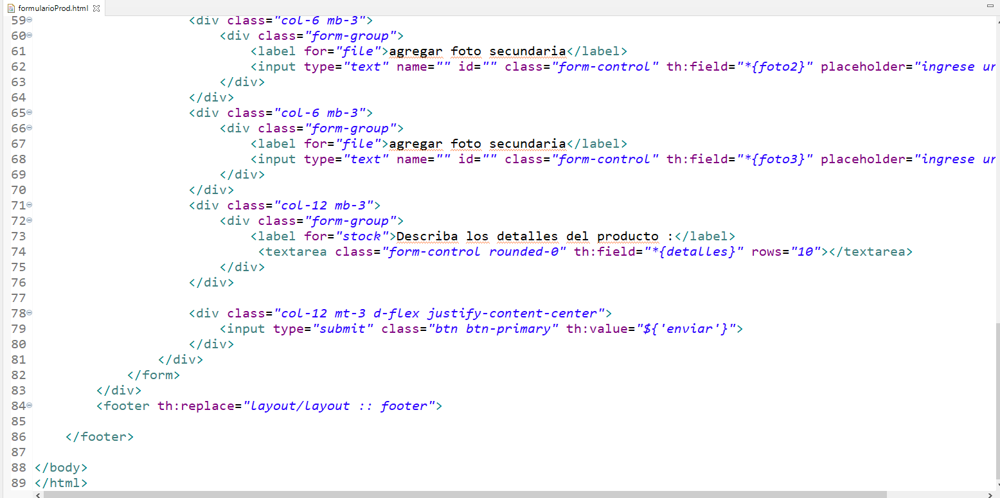 formularioProd.html
59 <div class="col-6 mb-3">
60 <div class="form-group">
61 <label for="file">agregar foto secundaria</label>
62 <input type="text" name="" id="" class="form-control" th:field="*{foto2}" placeholder="ingrese ur
63 </div>
64 </div>
65 <div class="col-6 mb-3">
66 <div class="form-group">
67 <label for="file">agregar foto secundaria</label>
68 <input type="text" name="" id="" class="form-control" th:field="*{foto3}" placeholder="ingrese ur
69 </div>
70 </div>
71 <div class="col-12 mb-3">
72 <div class="form-group">
73 <label for="stock">Describa los detalles del producto :</label>
74 <textarea class="form-control rounded-0" th:field="*{detalles}" rows="10"></textarea>
75 </div>
76 </div>
77
78 <div class="col-12 mt-3 d-flex justify-content-center">
79 <input type="submit" class="btn btn-primary" th:value="${'enviar'}">
80 </div>
81 </div>
82 </form>
83 </div>
84 <footer th:replace="layout/layout :: footer">
85
86 </footer>
87
88 </body>
89 </html>